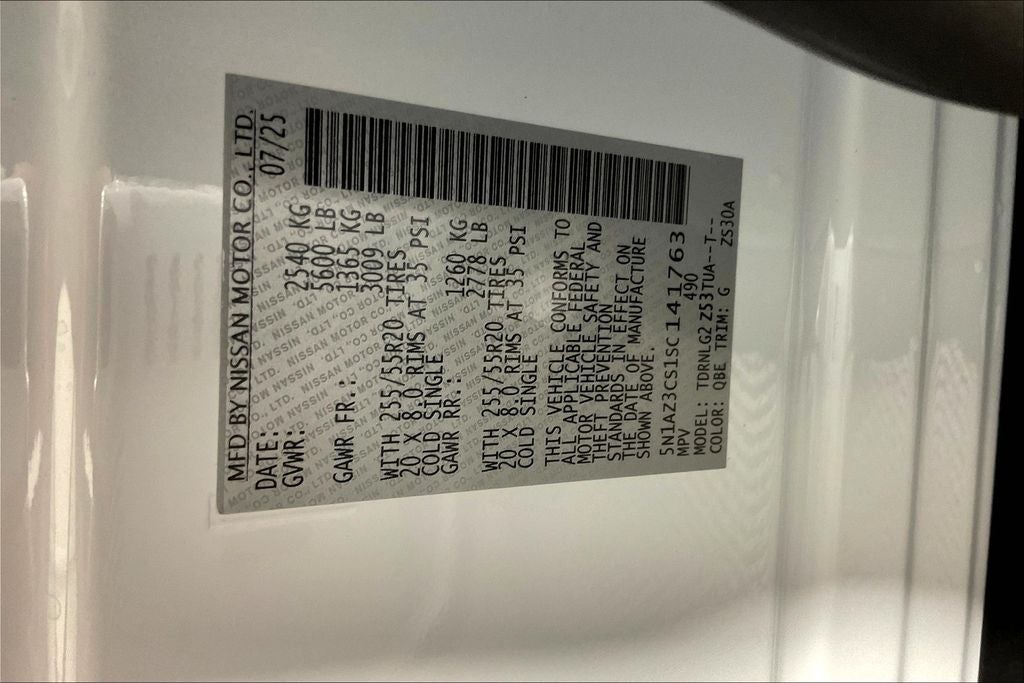 MFD BY NISSAN MOTOR CO., LTD.
DATE: 07/25
GVWR: 2540 KG
5600 LB
GAWR FR.: 1365 KG
3009 LB
WITH 255/55R20 TIRES
20 X 8.0 RIMS AT 35 PSI
COLD SINGLE
GAWR RR.: 1260 KG
2778 LB
WITH 255/55R20 TIRES
20 X 8.0 RIMS AT 35 PSI
COLD SINGLE
THIS VEHICLE CONFORMS TO
ALL APPLICABLE FEDERAL
MOTOR VEHICLE SAFETY AND
THEFT PREVENTION
STANDARDS IN EFFECT ON
THE DATE OF MANUFACTURE
SHOWN ABOVE.
5N1AZ3CS1SC141763
MPV 490
MODEL: TDRNLG2 Z53TUA--T--
COLOR: QBE TRIM: G ZS30A